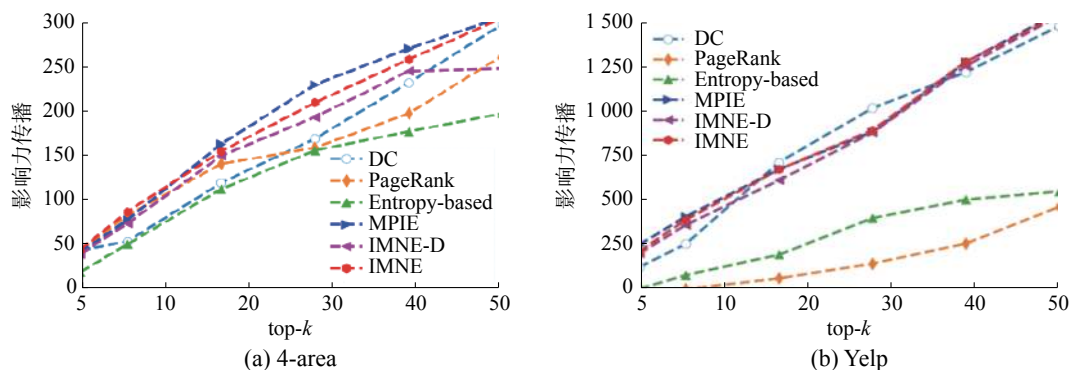 300
250
200
150
100
50
0
影响力传播
DC
PageRank
Entropy-based
MPIE
IMNE-D
IMNE
5 10 20 30 40 50
top-k
(a) 4-area
1 500
1 250
1 000
750
500
250
0
影响力传播
DC
PageRank
Entropy-based
MPIE
IMNE-D
IMNE
5 10 20 30 40 50
top-k
(b) Yelp